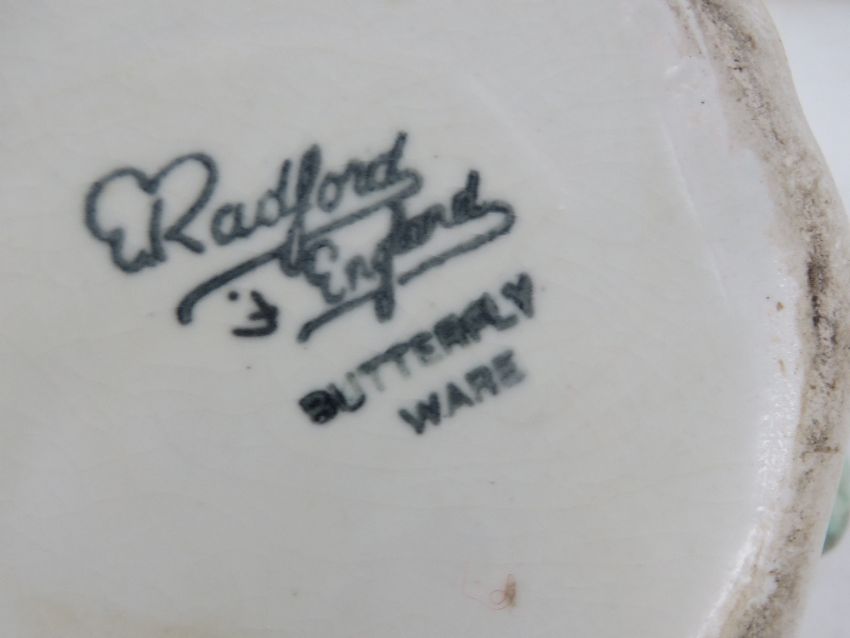 E Radford
England
F.
BUTTERFLY
WARE